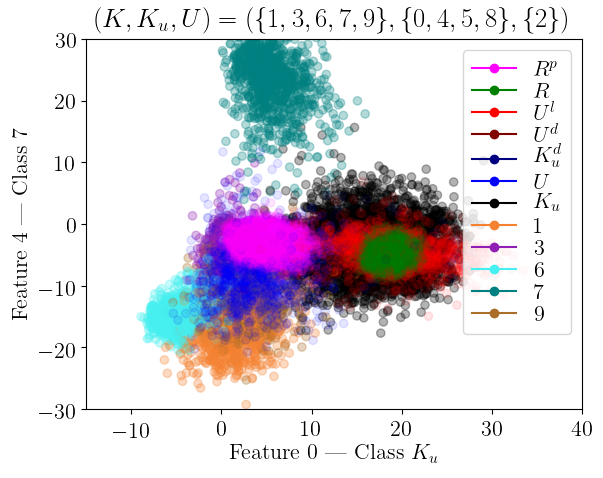 (K, K_u, U) = ({1, 3, 6, 7, 9}, {0, 4, 5, 8}, {2})
30
20
10
0
−10
−20
−30
Feature 4 — Class 7
−10
0
10
20
30
40
Feature 0 — Class K_u
R^p
R
U^l
U^d
K_u^d
U
K_u
1
3
6
7
9